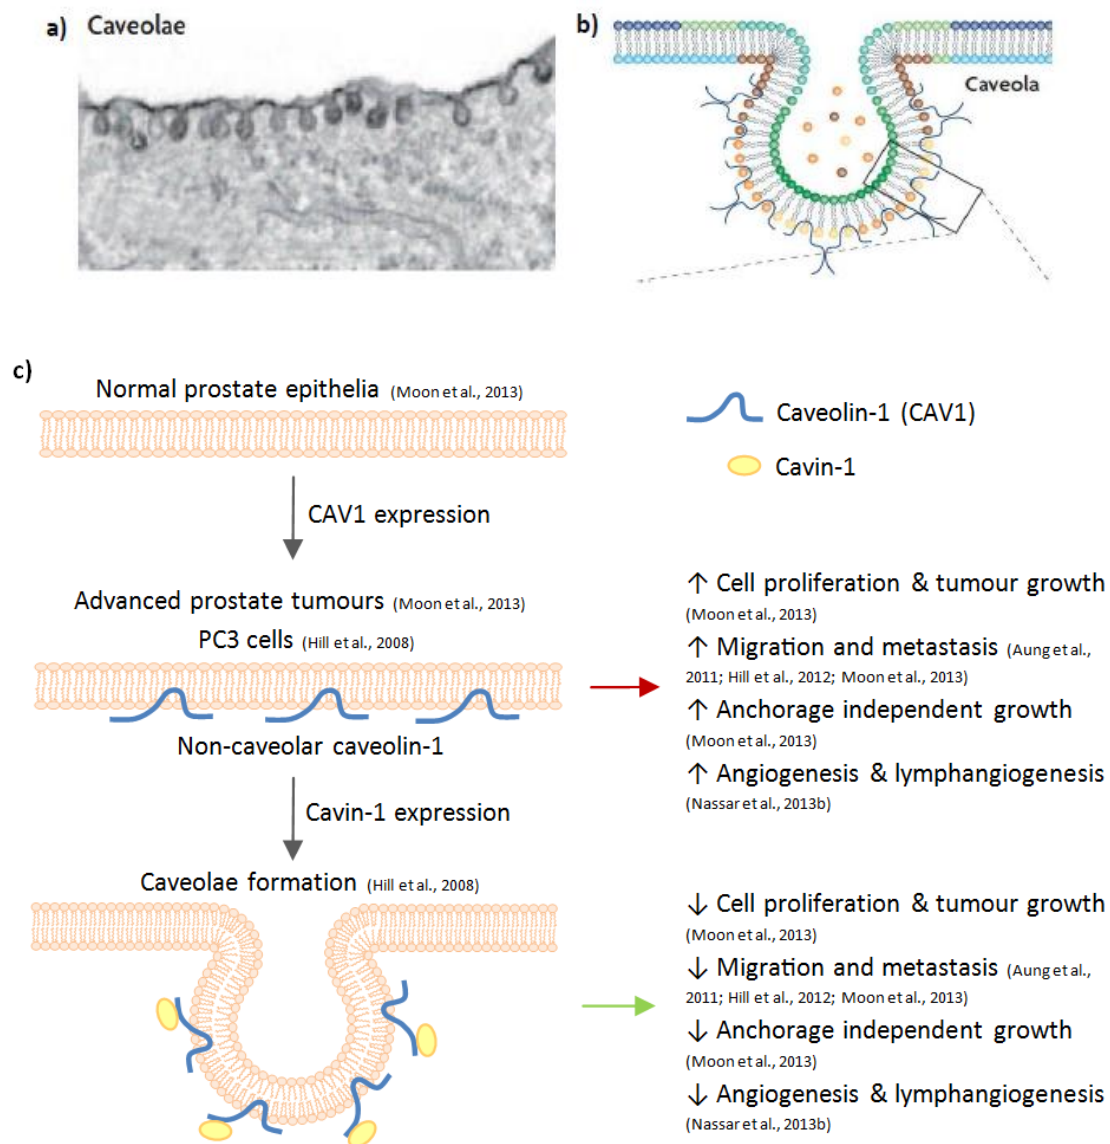 a) Caveolae
b)
Caveola
c)
Normal prostate epithelia (Moon et al., 2013)
Caveolin-1 (CAV1)
Cavin-1
CAV1 expression
Advanced prostate tumours (Moon et al., 2013)
PC3 cells (Hill et al., 2008)
Non-caveolar caveolin-1
↑ Cell proliferation & tumour growth
(Moon et al., 2013)
↑ Migration and metastasis (Aung et al.,
2011; Hill et al., 2012; Moon et al., 2013)
↑ Anchorage independent growth
(Moon et al., 2013)
↑ Angiogenesis & lymphangiogenesis
(Nassar et al., 2013b)
Cavin-1 expression
Caveolae formation (Hill et al., 2008)
↓ Cell proliferation & tumour growth
(Moon et al., 2013)
↓ Migration and metastasis (Aung et al.,
2011; Hill et al., 2012; Moon et al., 2013)
↓ Anchorage independent growth
(Moon et al., 2013)
↓ Angiogenesis & lymphangiogenesis
(Nassar et al., 2013b)